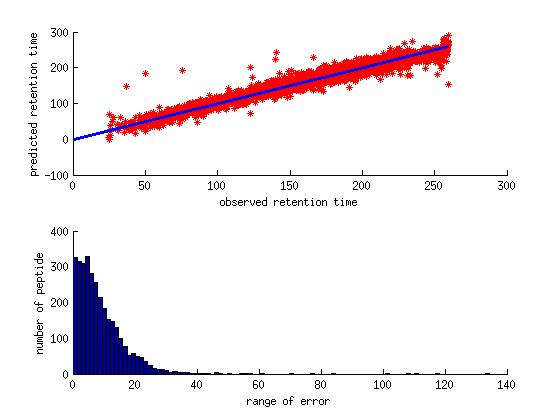 300
200
100
0
-100
predicted retention time
0 50 100 150 200 250 300
observed retention time
400
300
200
100
0
number of peptide
0 20 40 60 80 100 120 140
range of error